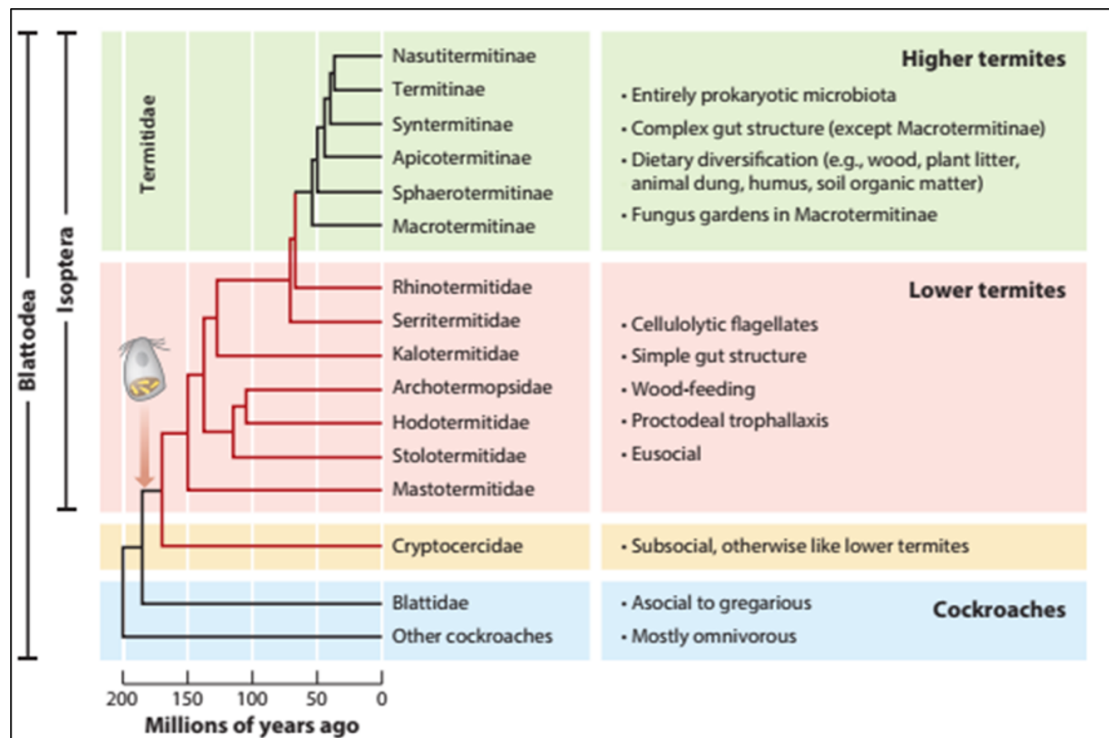 Blattodea
Isoptera
Termitidae
Nasutitermitinae
Termitinae
Syntermitinae
Apicotermitinae
Sphaerotermitinae
Macrotermitinae
Higher termites
• Entirely prokaryotic microbiota
• Complex gut structure (except Macrotermitinae)
• Dietary diversification (e.g., wood, plant litter,
animal dung, humus, soil organic matter)
• Fungus gardens in Macrotermitinae
Rhinotermitidae
Serritermitidae
Kalotermitidae
Archotermopsidae
Hodotermitidae
Stolotermitidae
Mastotermitidae
Lower termites
• Cellulolytic flagellates
• Simple gut structure
• Wood-feeding
• Proctodeal trophallaxis
• Eusocial
Cryptocercidae
• Subsocial, otherwise like lower termites
Blattidae
Other cockroaches
• Asocial to gregarious
• Mostly omnivorous
Cockroaches
200 150 100 50 0
Millions of years ago